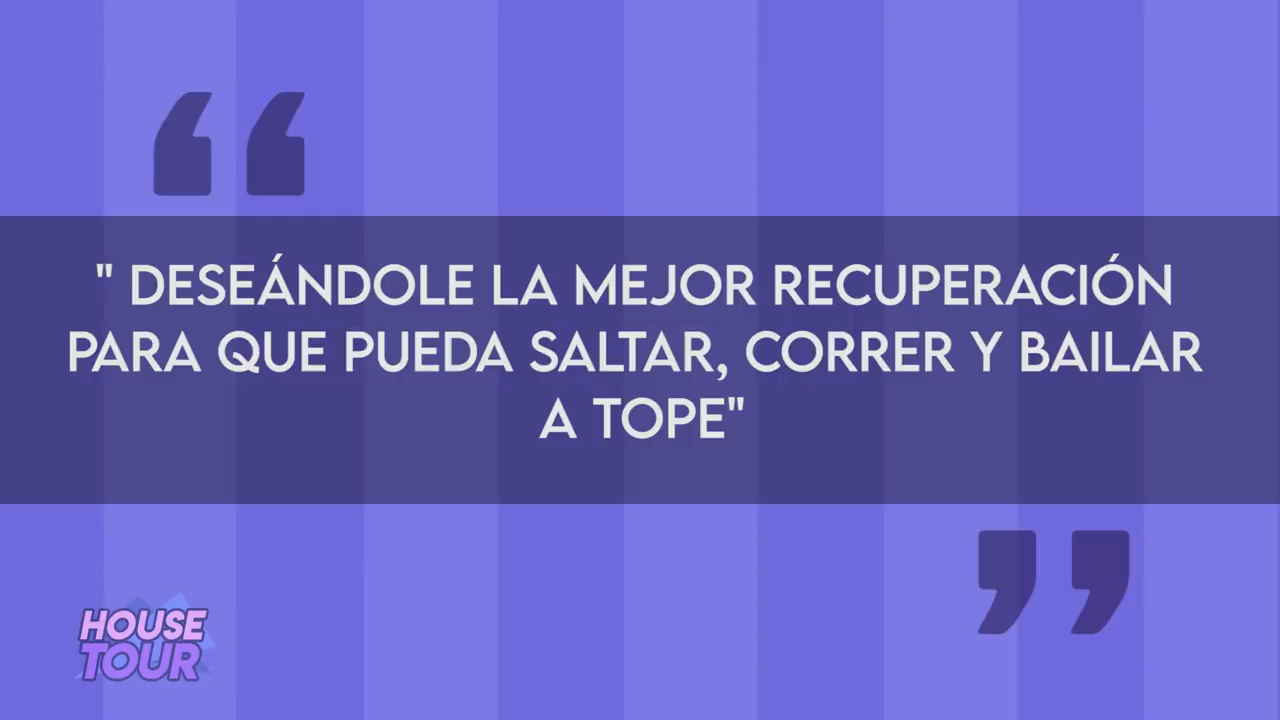 " DESEÁNDOLE LA MEJOR RECUPERACIÓN
PARA QUE PUEDA SALTAR, CORRER Y BAILAR
A TOPE"
HOUSE
TOUR